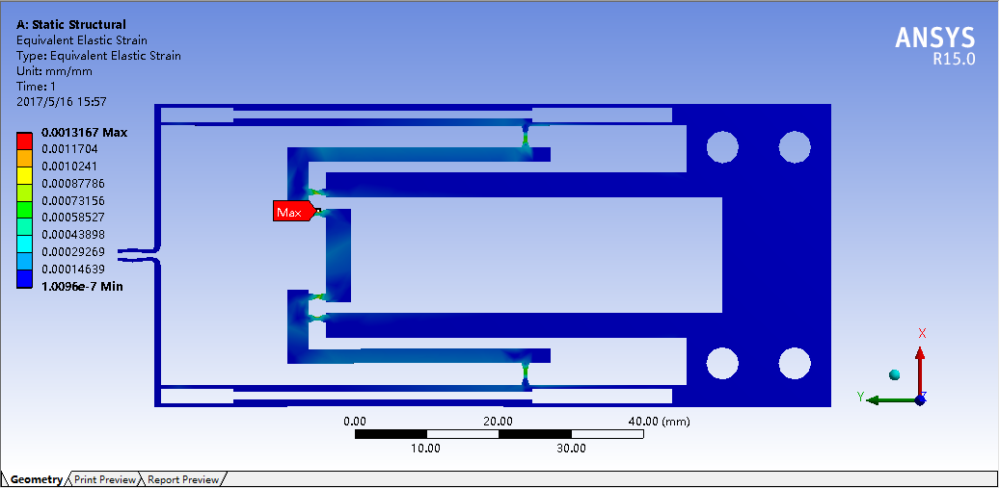 A: Static Structural
Equivalent Elastic Strain
Type: Equivalent Elastic Strain
Unit: mm/mm
Time: 1
2017/5/16 15:57
ANSYS
R15.0
0.0013167 Max
0.0011704
0.0010241
0.00087786
0.00073156
0.00058527
0.00043898
0.00029269
0.00014639
1.0096e-7 Min
Max
X
Y
Z
0.00 20.00 40.00 (mm)
10.00 30.00
Geometry Print Preview Report Preview